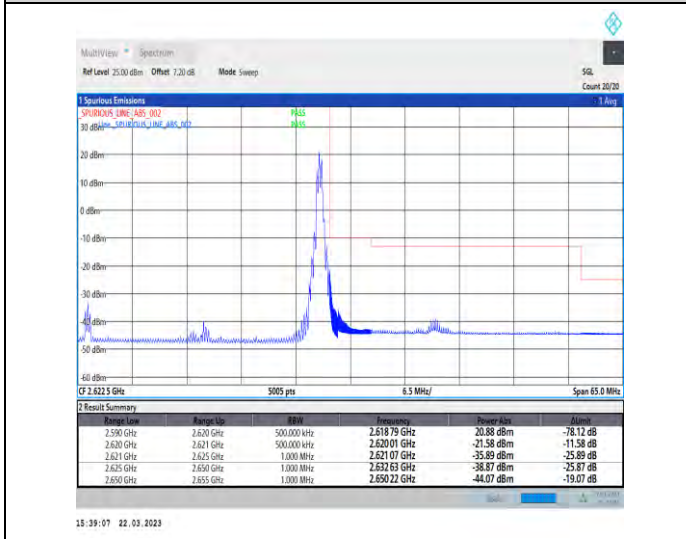 MultiView Spectrum
Ref Level 25.00 dBm Offset 7.20 dB Mode Sweep SGL
Count 20/20
1 Spurious Emissions 1 Avg
_SPURIOUS_LINE_ABS_002 PASS
Line _SPURIOUS_LINE_ABS_002 PASS
30 dBm
20 dBm
10 dBm
0 dBm
-10 dBm
-20 dBm
-30 dBm
-40 dBm
-50 dBm
-60 dBm
CF 2.622 5 GHz 5005 pts 6.5 MHz/ Span 65.0 MHz
2 Result Summary
Range Low Range Up RBW Frequency Power Abs ΔLimit
2.590 GHz 2.620 GHz 500.000 kHz 2.618 79 GHz 20.88 dBm -78.12 dB
2.620 GHz 2.621 GHz 500.000 kHz 2.620 01 GHz -21.58 dBm -11.58 dB
2.621 GHz 2.625 GHz 1.000 MHz 2.621 07 GHz -35.89 dBm -25.89 dB
2.625 GHz 2.650 GHz 1.000 MHz 2.632 63 GHz -38.87 dBm -25.87 dB
2.650 GHz 2.655 GHz 1.000 MHz 2.650 22 GHz -44.07 dBm -19.07 dB
15:39:07 22.03.2023